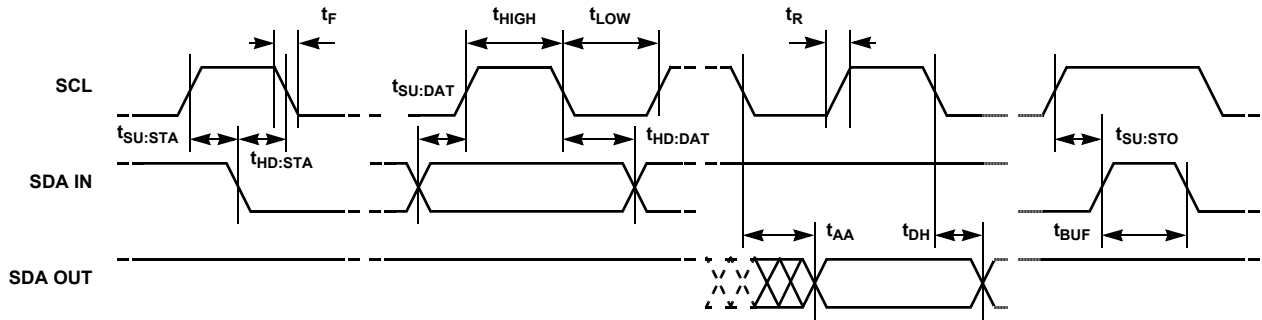 tF
tHIGH
tLOW
tR
SCL
tSU:DAT
tSU:STA
tHD:STA
tHD:DAT
tSU:STO
SDA IN
tAA
tDH
tBUF
SDA OUT